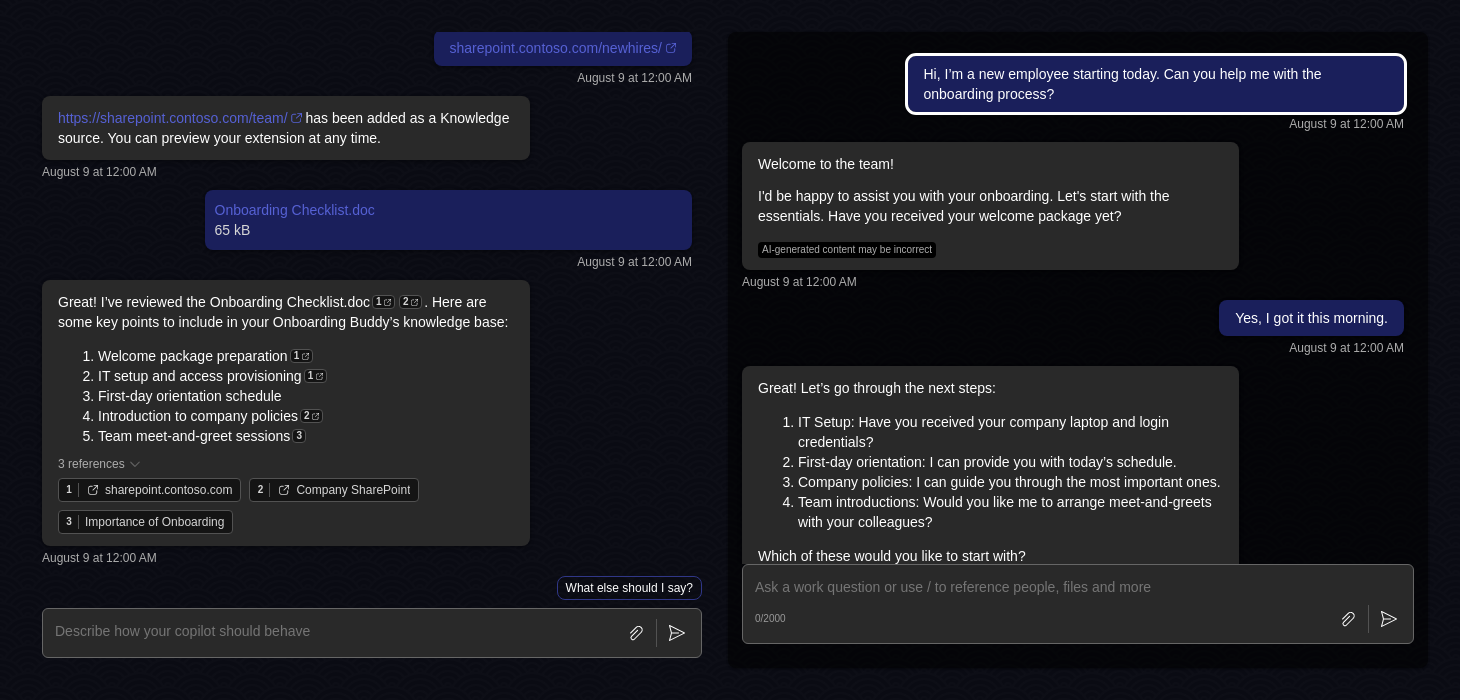 sharepoint.contoso.com/newhires/
August 9 at 12:00 AM
https://sharepoint.contoso.com/team/ has been added as a Knowledge
source. You can preview your extension at any time.
August 9 at 12:00 AM
Onboarding Checklist.doc
65 kB
August 9 at 12:00 AM
Great! I’ve reviewed the Onboarding Checklist.doc 1 2 . Here are
some key points to include in your Onboarding Buddy’s knowledge base:
1. Welcome package preparation 1
2. IT setup and access provisioning 1
3. First-day orientation schedule
4. Introduction to company policies 2
5. Team meet-and-greet sessions 3
3 references
1 sharepoint.contoso.com 2 Company SharePoint
3 Importance of Onboarding
August 9 at 12:00 AM
What else should I say?
Describe how your copilot should behave
Hi, I’m a new employee starting today. Can you help me with the
onboarding process?
August 9 at 12:00 AM
Welcome to the team!
I'd be happy to assist you with your onboarding. Let's start with the
essentials. Have you received your welcome package yet?
AI-generated content may be incorrect
August 9 at 12:00 AM
Yes, I got it this morning.
August 9 at 12:00 AM
Great! Let’s go through the next steps:
1. IT Setup: Have you received your company laptop and login
credentials?
2. First-day orientation: I can provide you with today’s schedule.
3. Company policies: I can guide you through the most important ones.
4. Team introductions: Would you like me to arrange meet-and-greets
with your colleagues?
Which of these would you like to start with?
Ask a work question or use / to reference people, files and more
0/2000